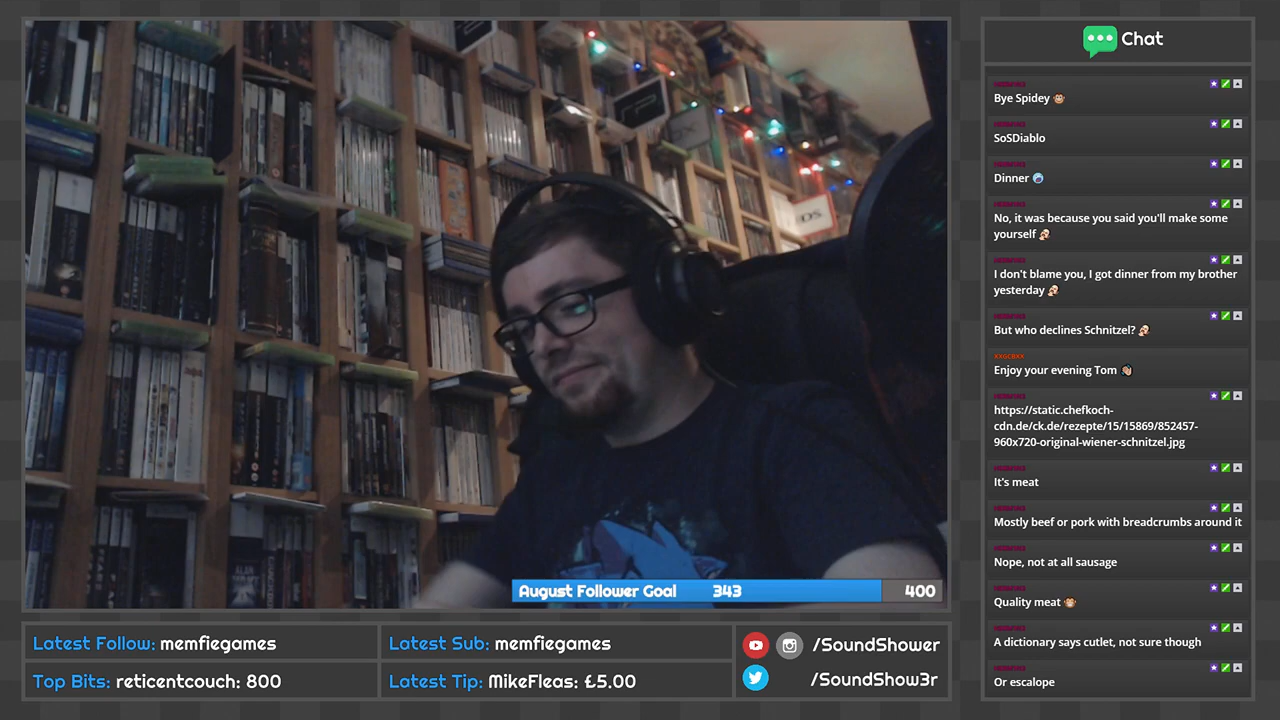 Chat
Bye Spidey
SoSDiablo
Dinner
No, it was because you said you'll make some
yourself
I don't blame you, I got dinner from my brother
yesterday
But who declines Schnitzel?
XXGCBXX
Enjoy your evening Tom
https://static.chefkoch-
cdn.de/ck.de/rezepte/15/15869/852457-
960x720-original-wiener-schnitzel.jpg
It's meat
Mostly beef or pork with breadcrumbs around it
Nope, not at all sausage
Quality meat
A dictionary says cutlet, not sure though
Or escalope
DS
August Follower Goal 343 400
Latest Follow: memfiegames
Latest Sub: memfiegames
/SoundShower
Top Bits: reticentcouch: 800
Latest Tip: MikeFleas: £5.00
/SoundShow3r